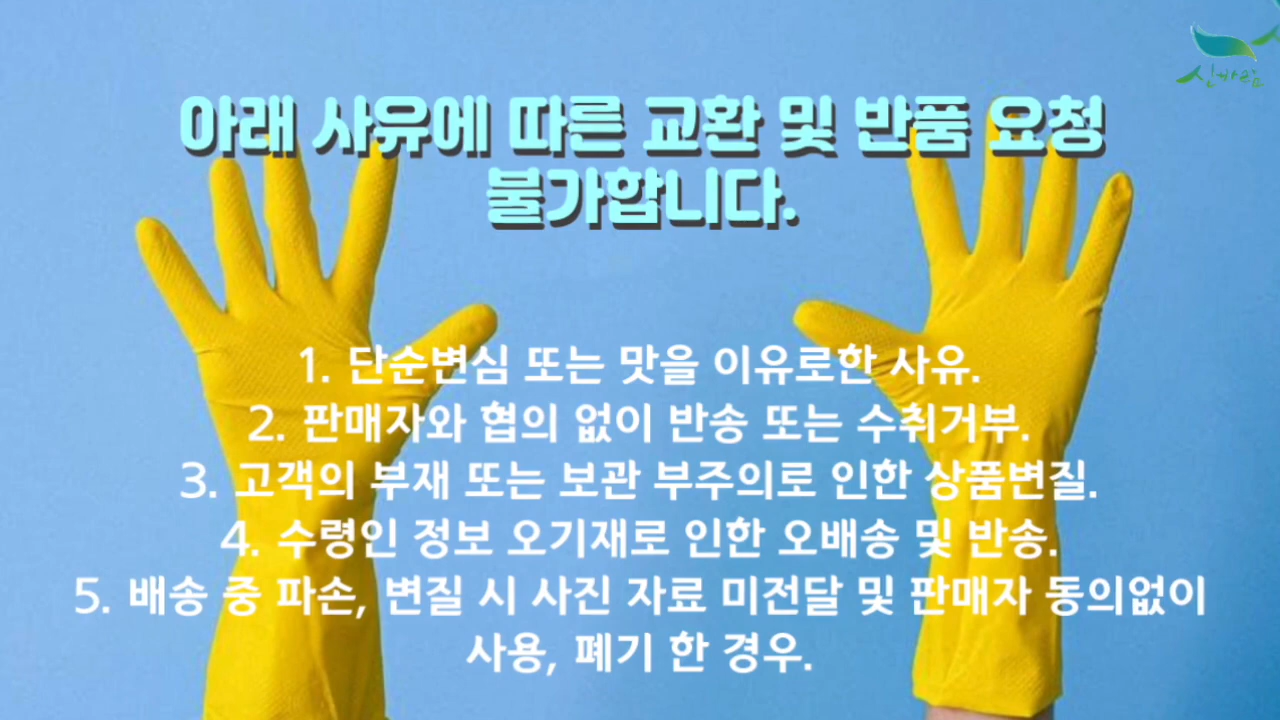 신바람
아래 사유에 따른 교환 및 반품 요청
불가합니다.
1. 단순변심 또는 맛을 이유로한 사유.
2. 판매자와 협의 없이 반송 또는 수취거부.
3. 고객의 부재 또는 보관 부주의로 인한 상품변질.
4. 수령인 정보 오기재로 인한 오배송 및 반송.
5. 배송 중 파손, 변질 시 사진 자료 미전달 및 판매자 동의없이
사용, 폐기 한 경우.